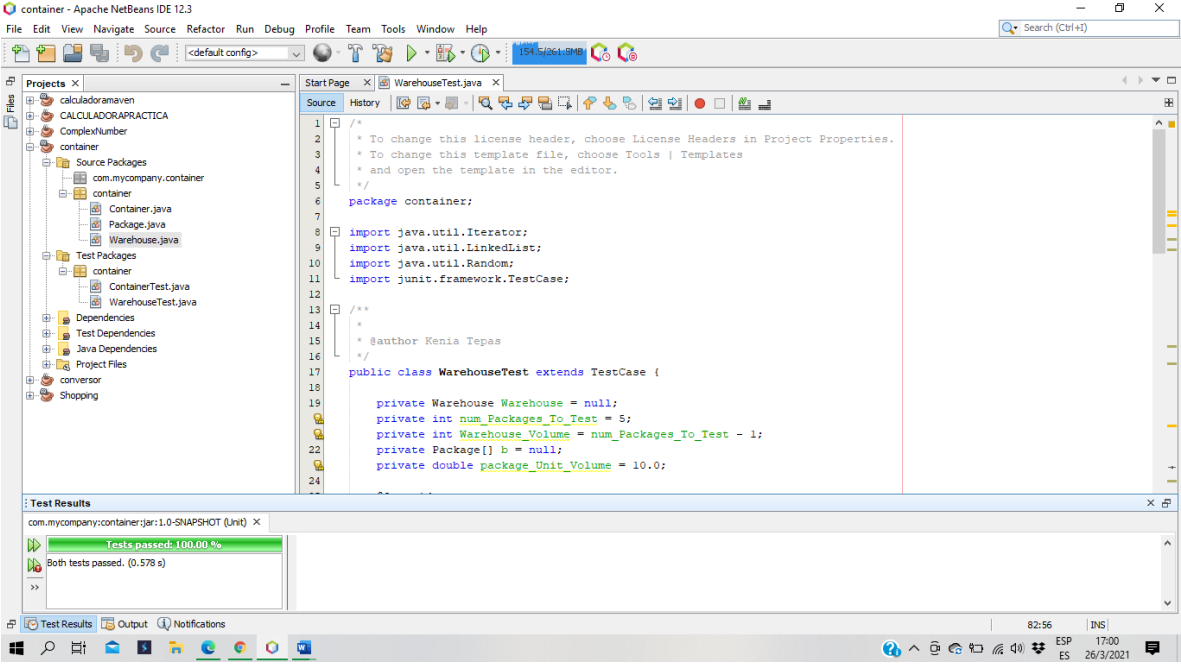 container - Apache NetBeans IDE 12.3
File Edit View Navigate Source Refactor Run Debug Profile Team Tools Window Help
Search (Ctrl+I)
<default config>
154.5/261.5MB
Projects
Files
calculadoramaven
CALCULADORAPRACTICA
ComplexNumber
container
Source Packages
com.mycompany.container
container
Container.java
Package.java
Warehouse.java
Test Packages
container
ContainerTest.java
WarehouseTest.java
Dependencies
Test Dependencies
Java Dependencies
Project Files
conversor
Shopping
Start Page
WarehouseTest.java
Source History
1 /*
2 * To change this license header, choose License Headers in Project Properties.
3 * To change this template file, choose Tools | Templates
4 * and open the template in the editor.
5 */
6 package container;
7
8 import java.util.Iterator;
9 import java.util.LinkedList;
10 import java.util.Random;
11 import junit.framework.TestCase;
12
13 /**
14 *
15 * @author Kenia Tepas
16 */
17 public class WarehouseTest extends TestCase {
18
19 private Warehouse Warehouse = null;
private int num_Packages_To_Test = 5;
private int Warehouse_Volume = num_Packages_To_Test - 1;
22 private Package[] b = null;
private double package_Unit_Volume = 10.0;
24
Test Results
com.mycompany:container:jar:1.0-SNAPSHOT (Unit)
Tests passed: 100.00 %
Both tests passed. (0.578 s)
Test Results Output Notifications
82:56 INS
ESP
ES
17:00
26/3/2021